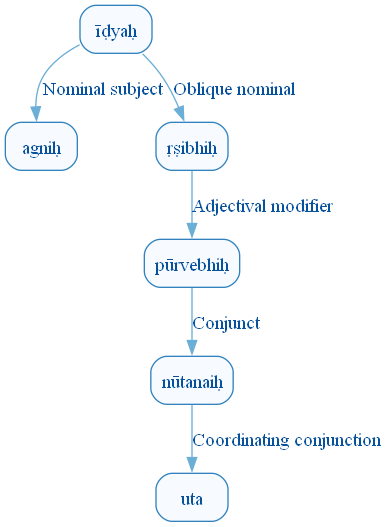 īḍyaḥ
Nominal subject
Oblique nominal
agniḥ
ṛṣibhiḥ
Adjectival modifier
pūrvebhiḥ
Conjunct
nūtanaiḥ
Coordinating conjunction
uta